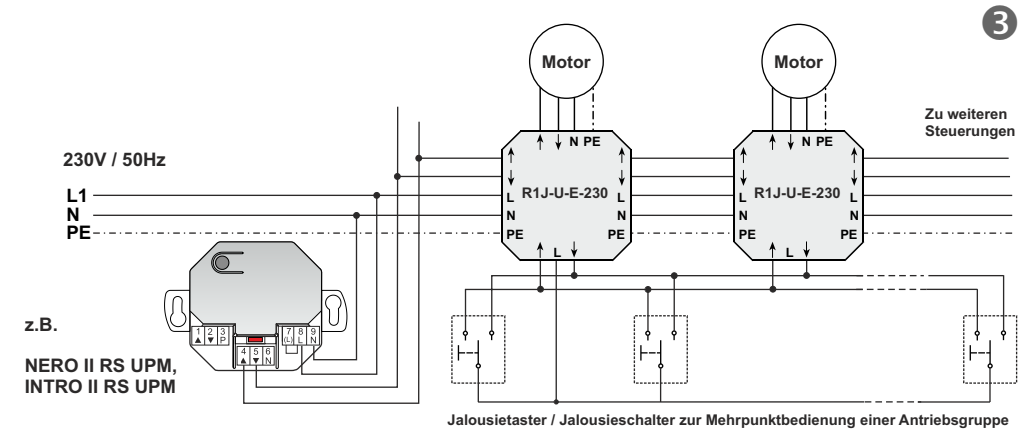 3
Motor
Motor
Zu weiteren
Steuerungen
↑ ↓ N PE
↑ ↓ N PE
230V / 50Hz
R1J-U-E-230
R1J-U-E-230
L1
N
PE
↑ ↑
↓ ↓
L L
N N
PE PE
↑ L ↓
↑ ↑
↓ ↓
L L
N N
PE PE
↑ L ↓
1 2 3
▲ ▼ P
7 8 9
(L) L N
4 5 6
▲ ▼ N
z.B.
NERO II RS UPM,
INTRO II RS UPM
Jalousietaster / Jalousieschalter zur Mehrpunktbedienung einer Antriebsgruppe